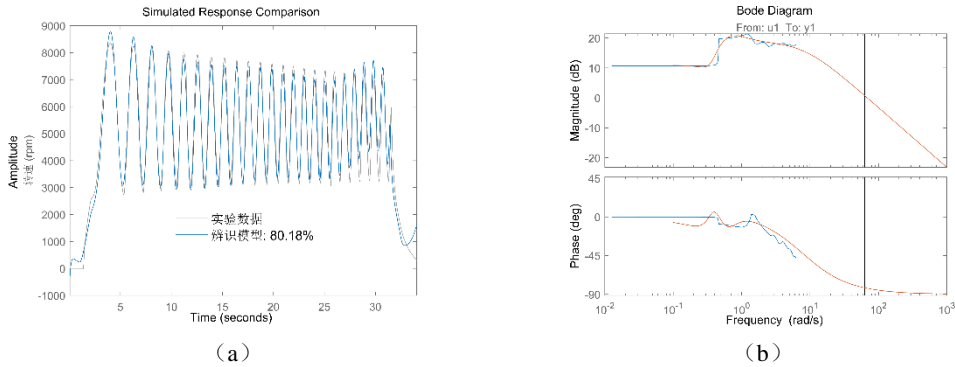 Simulated Response Comparison
9000
8000
7000
6000
5000
4000
3000
2000
1000
0
-1000
Amplitude
转速 (rpm)
实验数据
辨识模型: 80.18%
5
10
15
20
25
30
Time (seconds)
(a)
Bode Diagram
From: u1 To: y1
20
10
0
-10
-20
Magnitude (dB)
45
0
-45
-90
Phase (deg)
10^-2
10^-1
10^0
10^1
10^2
10^3
Frequency (rad/s)
(b)